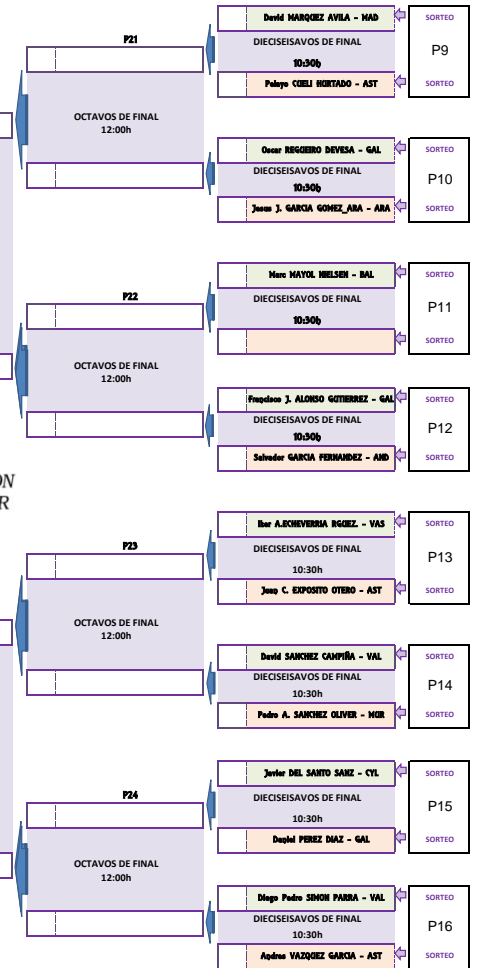 David MARQUEZ AVILA - MAD
SORTEO
P21
DIECISEISAVOS DE FINAL
P9
10:30h
Pelayo CUELI HURTADO - AST
SORTEO
OCTAVOS DE FINAL
12:00h
Oscar REGUEIRO DEVESA - GAL
SORTEO
DIECISEISAVOS DE FINAL
P10
10:30h
Jesus J. GARCIA GOMEZ_ARA - ARA
SORTEO
Marc MAYOL NIELSEN - BAL
SORTEO
P22
DIECISEISAVOS DE FINAL
P11
10:30h
SORTEO
OCTAVOS DE FINAL
12:00h
Francisco J. ALONSO GUTIERREZ - GAL
SORTEO
DIECISEISAVOS DE FINAL
P12
10:30h
Salvador GARCIA FERNANDEZ - AND
SORTEO
ON
R
Iker A.ECHEVERRIA RGUEZ. - VAS
SORTEO
P23
DIECISEISAVOS DE FINAL
P13
10:30h
Juan C. EXPOSITO OTERO - AST
SORTEO
OCTAVOS DE FINAL
12:00h
David SANCHEZ CAMPIÑA - VAL
SORTEO
DIECISEISAVOS DE FINAL
P14
10:30h
Pedro A. SANCHEZ OLIVER - MUR
SORTEO
Javier DEL SANTO SANZ - CYL
SORTEO
P24
DIECISEISAVOS DE FINAL
P15
10:30h
Daniel PEREZ DIAZ - GAL
SORTEO
OCTAVOS DE FINAL
12:00h
Diego Pedro SIMON PARRA - VAL
SORTEO
DIECISEISAVOS DE FINAL
P16
10:30h
Andres VAZQUEZ GARCIA - AST
SORTEO